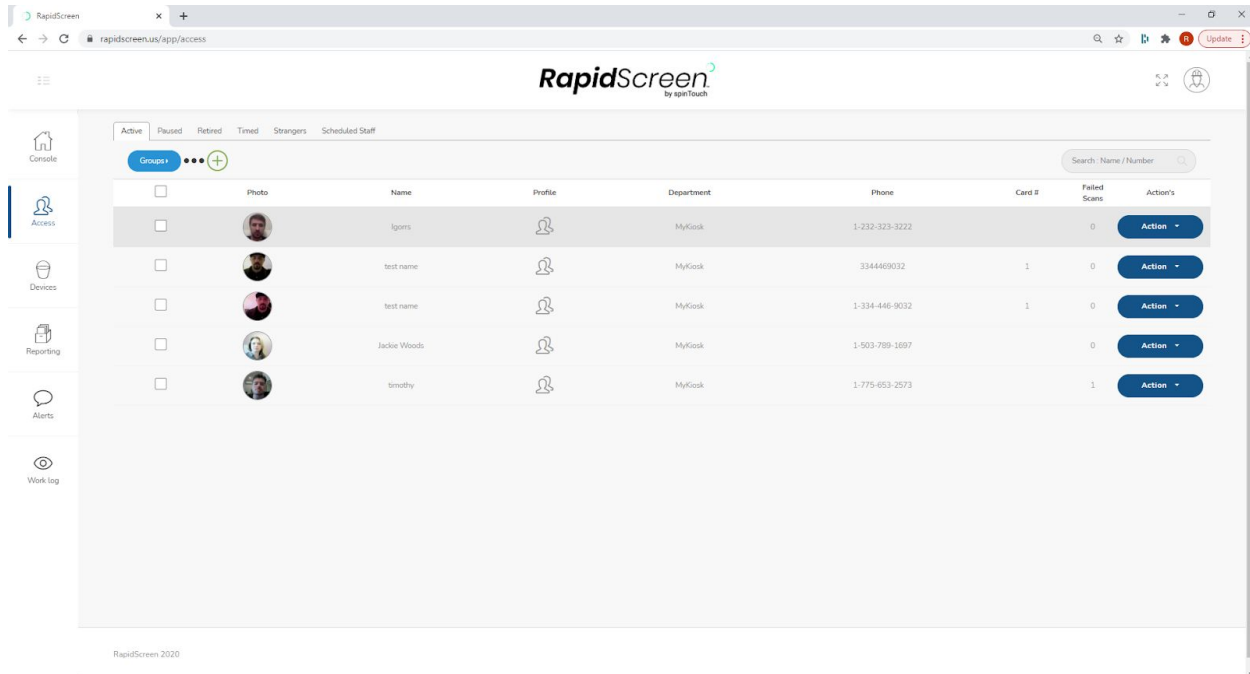 RapidScreen
rapidscreen.us/app/access
R
Update
RapidScreen
by spinTouch
Console
Access
Devices
Reporting
Alerts
Work log
Active Paused Retired Timed Strangers Scheduled Staff
Groups
Search : Name / Number
Photo Name Profile Department Phone Card # Failed Scans Action's
Igorrs MyKiosk 1-232-323-3222 0 Action
test name MyKiosk 3344469032 1 0 Action
test name MyKiosk 1-334-446-9032 1 0 Action
Jackie Woods MyKiosk 1-503-789-1697 0 Action
timothy MyKiosk 1-775-653-2573 1 Action
RapidScreen 2020